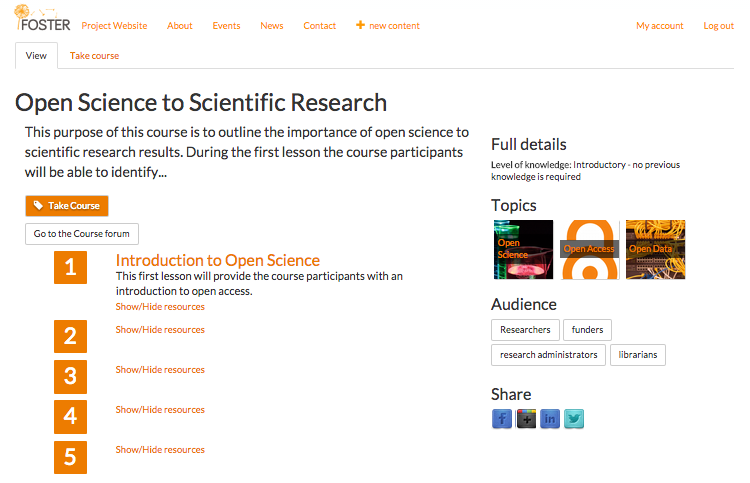 FOSTER
Project Website
About
Events
News
Contact
+ new content
My account
Log out
View
Take course
Open Science to Scientific Research
This purpose of this course is to outline the importance of open science to
scientific research results. During the first lesson the course participants
will be able to identify...
Take Course
Go to the Course forum
1
Introduction to Open Science
This first lesson will provide the course participants with an
introduction to open access.
Show/Hide resources
2
Show/Hide resources
3
Show/Hide resources
4
Show/Hide resources
5
Show/Hide resources
Full details
Level of knowledge: Introductory - no previous
knowledge is required
Topics
Open
Science
Open Access
Open Data
Audience
Researchers
funders
research administrators
librarians
Share
f
+
in